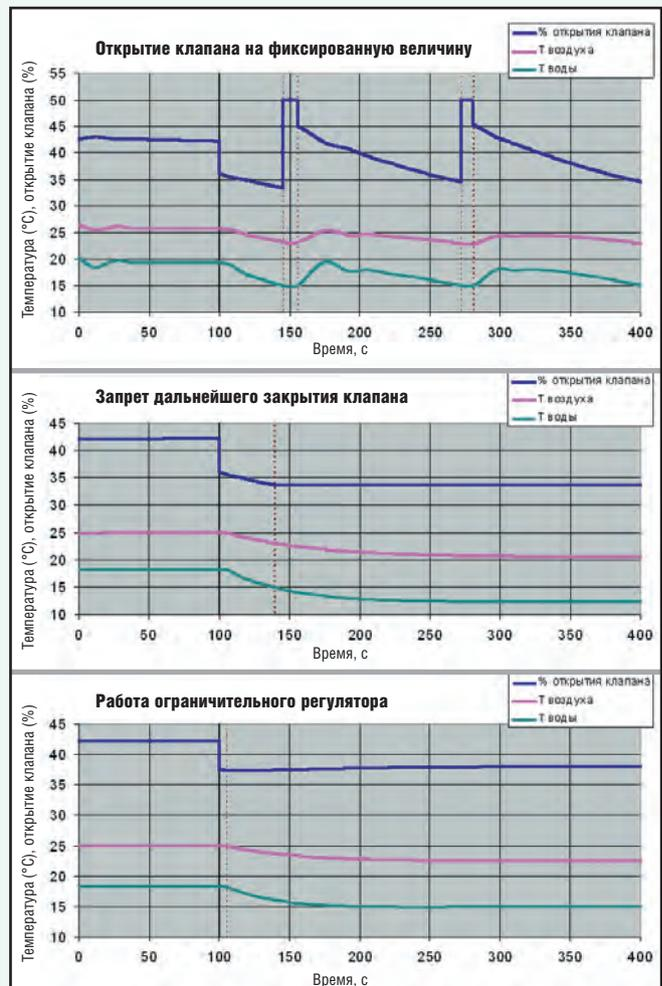 Открытие клапана на фиксированную величину
% открытия клапана
Т воздуха
Т воды
Температура (°C), открытие клапана (%)
55
50
45
40
35
30
25
20
15
10
0 50 100 150 200 250 300 350 400
Время, с
Запрет дальнейшего закрытия клапана
% открытия клапана
Т воздуха
Т воды
Температура (°C), открытие клапана (%)
45
40
35
30
25
20
15
10
0 50 100 150 200 250 300 350 400
Время, с
Работа ограничительного регулятора
% открытия клапана
Т воздуха
Т воды
Температура (°C), открытие клапана (%)
45
40
35
30
25
20
15
10
0 50 100 150 200 250 300 350 400
Время, с